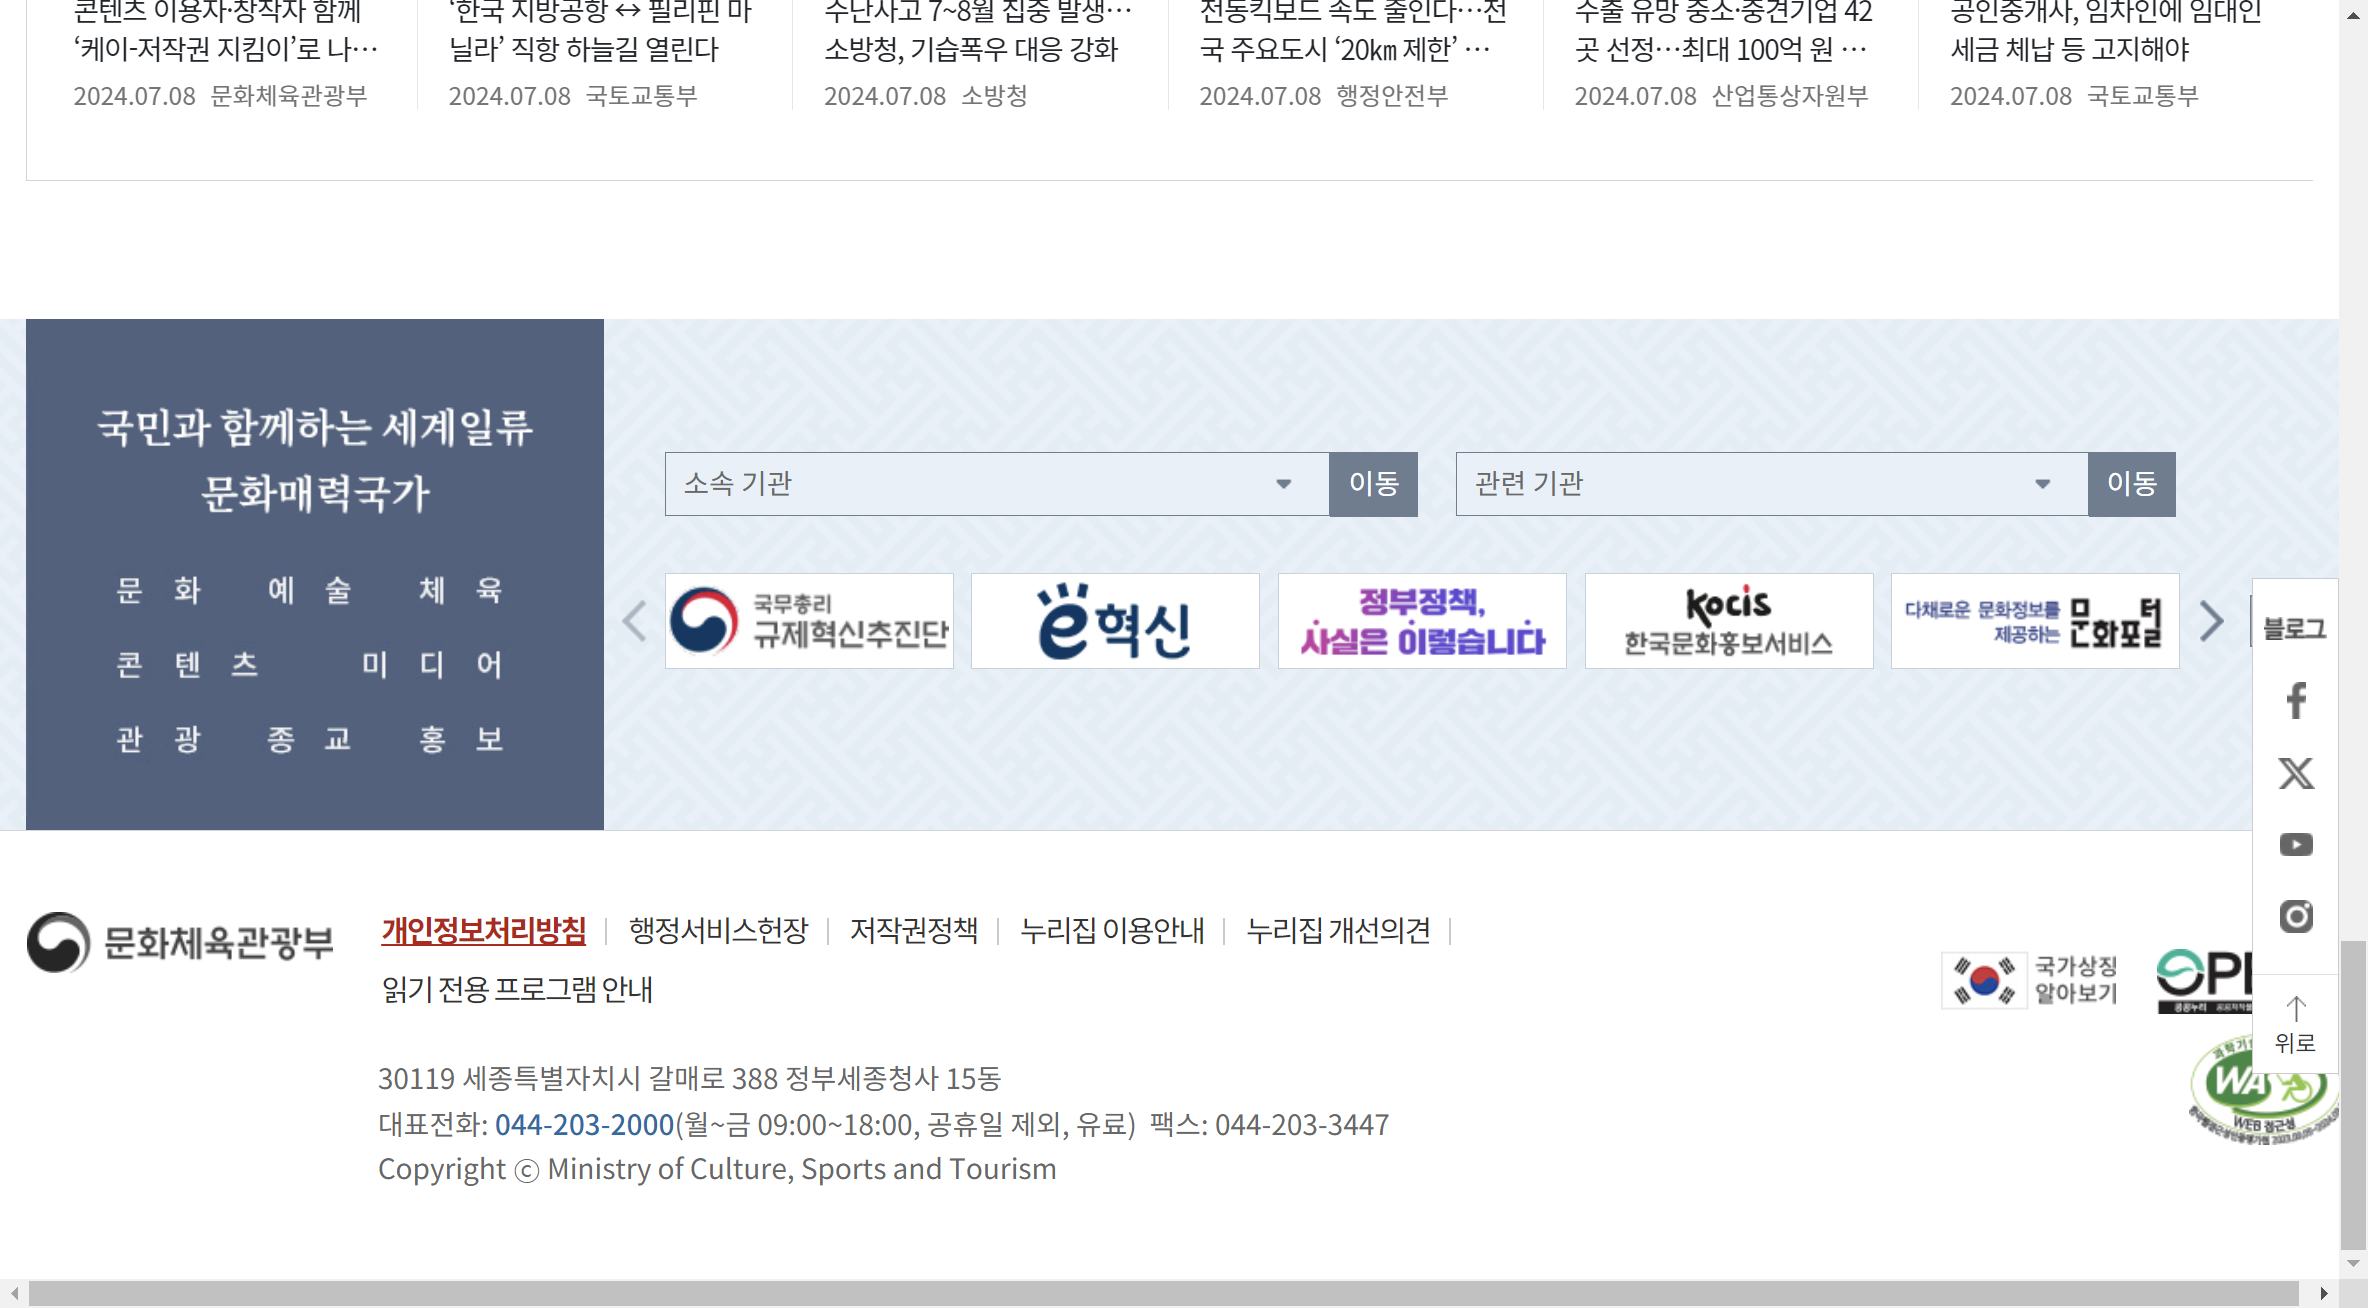 콘텐츠 이용자·창작자 함께
‘케이-저작권 지킴이’로 나…
2024.07.08 문화체육관광부
‘한국 지방공항 ↔ 필리핀 마
닐라’ 직항 하늘길 열린다
2024.07.08 국토교통부
수난사고 7~8월 집중 발생…
소방청, 기습폭우 대응 강화
2024.07.08 소방청
전동킥보드 속도 줄인다…전
국 주요도시 ‘20㎞ 제한’ …
2024.07.08 행정안전부
수출 유망 중소·중견기업 42
곳 선정…최대 100억 원 …
2024.07.08 산업통상자원부
공인중개사, 임차인에 임대인
세금 체납 등 고지해야
2024.07.08 국토교통부
국민과 함께하는 세계일류
문화매력국가
문화 예술 체육
콘텐츠 미디어
관광 종교 홍보
소속 기관 이동
관련 기관 이동
국무총리
규제혁신추진단
e혁신
정부정책,
사실은 이렇습니다
Kocis
한국문화홍보서비스
다채로운 문화정보를
제공하는
문화포털
블로그
위로
문화체육관광부
개인정보처리방침 행정서비스헌장 저작권정책 누리집 이용안내 누리집 개선의견
읽기 전용 프로그램 안내
국가상징
알아보기
30119 세종특별자치시 갈매로 388 정부세종청사 15동
대표전화: 044-203-2000(월~금 09:00~18:00, 공휴일 제외, 유료) 팩스: 044-203-3447
Copyright ⓒ Ministry of Culture, Sports and Tourism
공공누리
WA
WEB 접근성